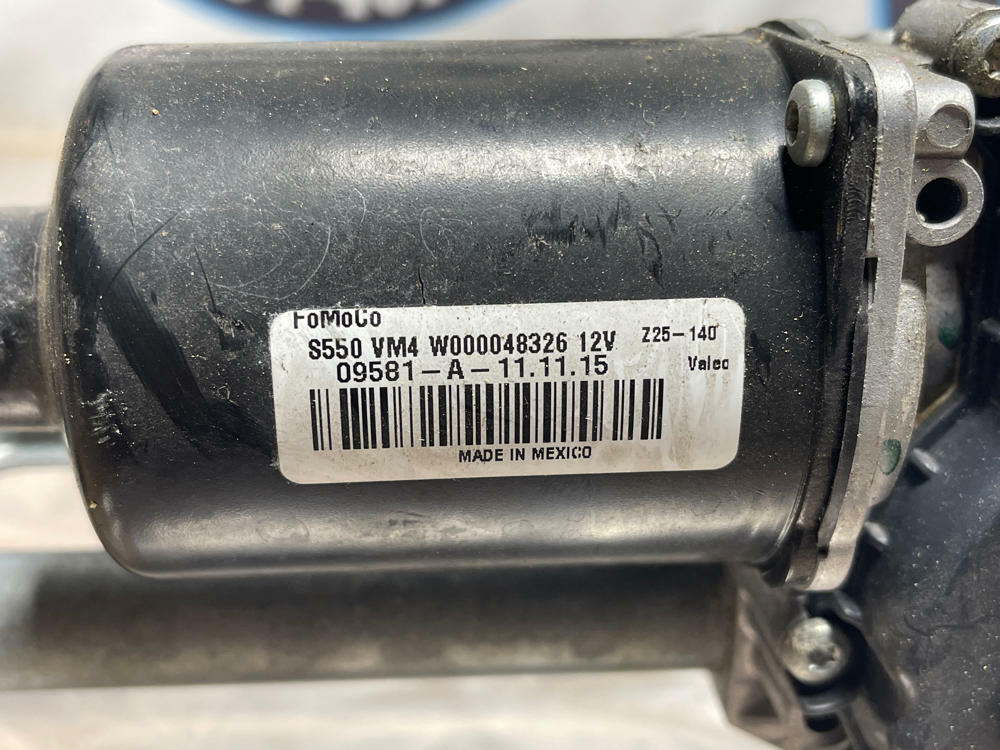 FoMoCo
S550 VM4 W000048326 12V Z25-140
09581-A-11.11.15 Valeo
MADE IN MEXICO